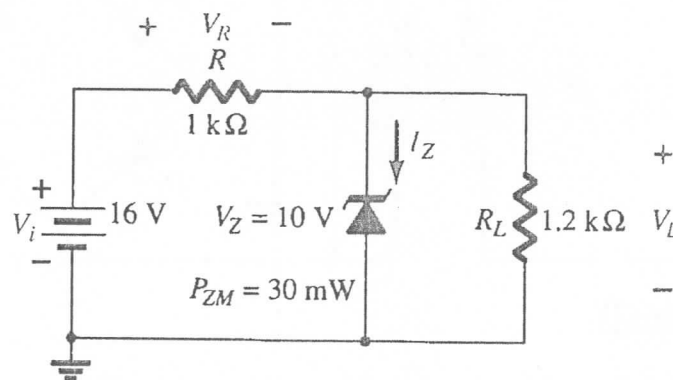 + V_R −
R
1 kΩ
I_Z
+
+
V_i 16 V V_Z = 10 V R_L 1.2 kΩ V_L
−
P_ZM = 30 mW
−